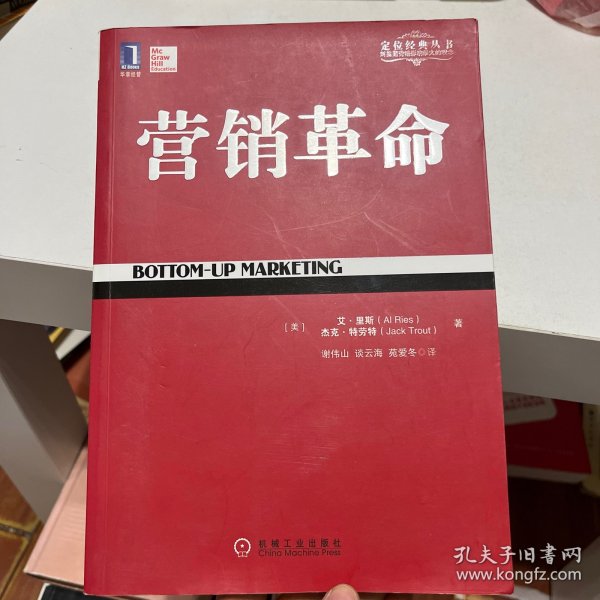 HZ Books
华章经管
Mc
Graw
Hill
Education
定位经典丛书
营销革命
BOTTOM-UP MARKETING
[美] 艾·里斯(Al Ries)
杰克·特劳特(Jack Trout) 著
谢伟山 谈云海 苑爱冬◎译
机械工业出版社
China Machine Press
孔夫子旧书网
www.kongfz.com